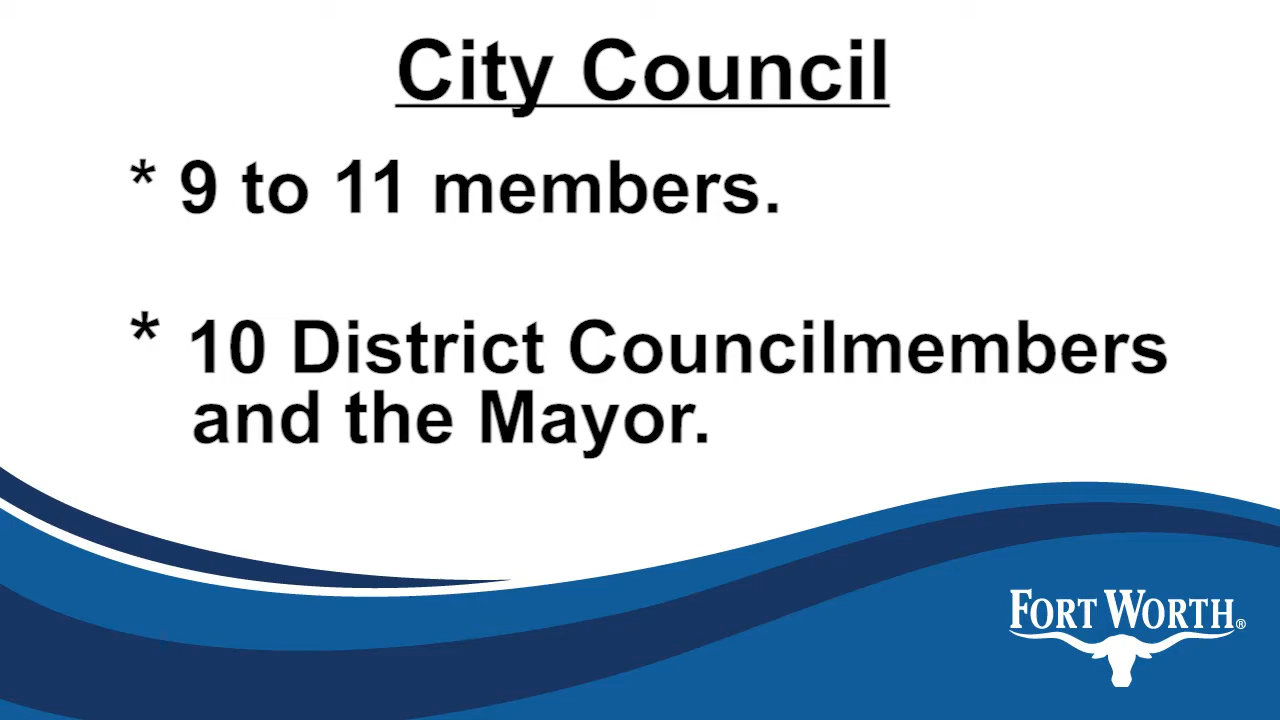 City Council
* 9 to 11 members.
* 10 District Councilmembers
and the Mayor.
FORT WORTH®